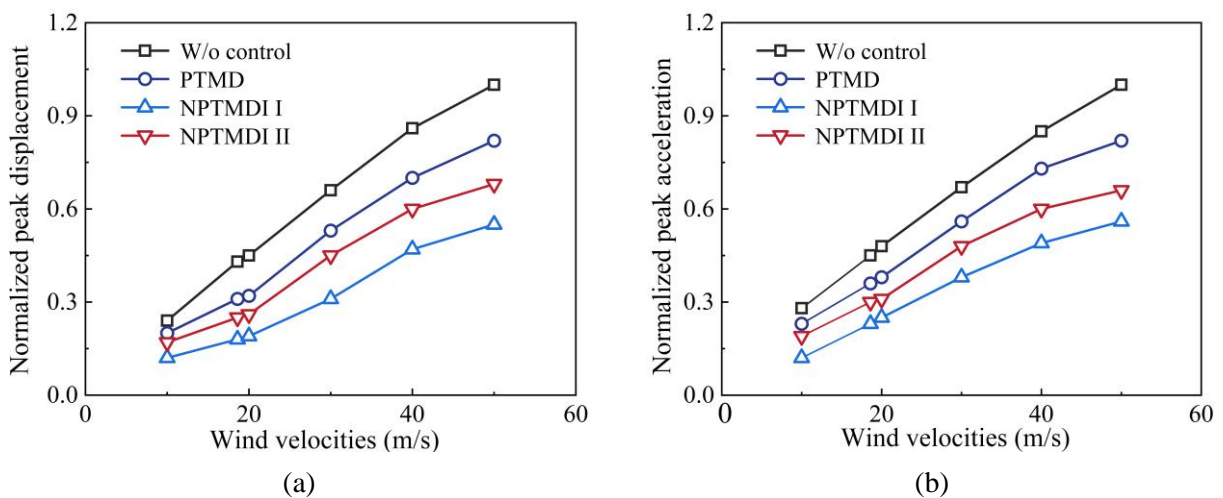 Normalized peak displacement
1.2
0.9
0.6
0.3
0.0
W/o control
PTMD
NPTMDI I
NPTMDI II
0 20 40 60
Wind velocities (m/s)
(a)
Normalized peak acceleration
1.2
0.9
0.6
0.3
0.0
W/o control
PTMD
NPTMDI I
NPTMDI II
0 20 40 60
Wind velocities (m/s)
(b)